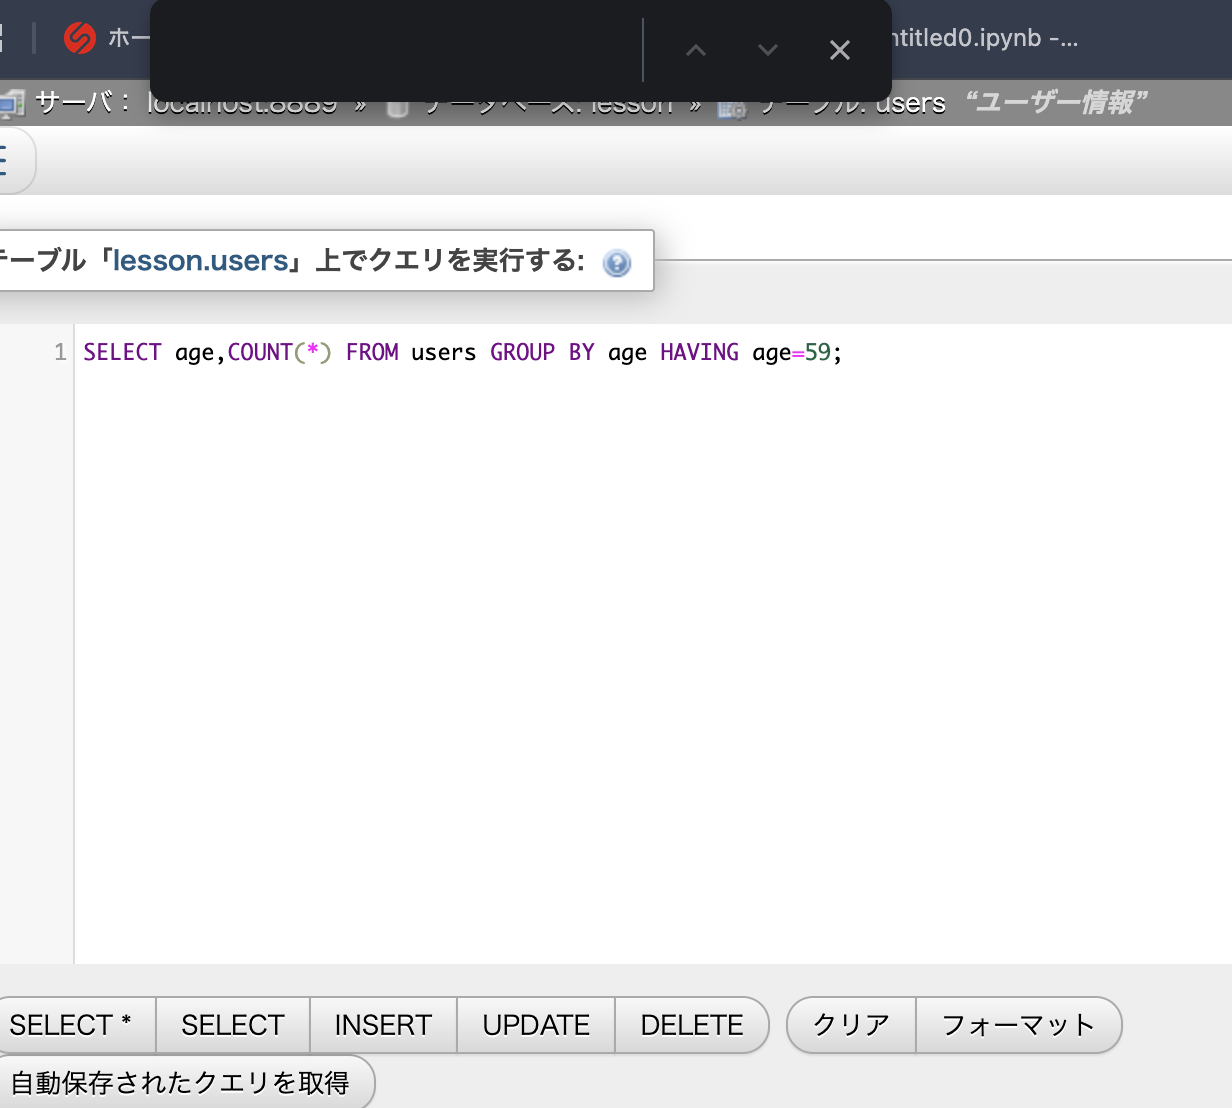 ホー
ntitled0.ipynb -...
サーバ： localhost:8889 » データベース: lesson » テーブル: users “ユーザー情報”
テーブル「lesson.users」上でクエリを実行する:
1 SELECT age,COUNT(*) FROM users GROUP BY age HAVING age=59;
SELECT * SELECT INSERT UPDATE DELETE クリア フォーマット
自動保存されたクエリを取得